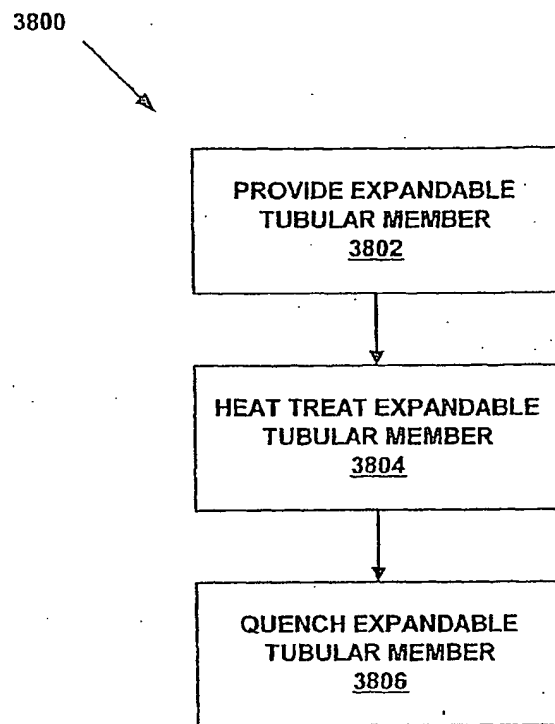 3800
PROVIDE EXPANDABLE
TUBULAR MEMBER
3802
HEAT TREAT EXPANDABLE
TUBULAR MEMBER
3804
QUENCH EXPANDABLE
TUBULAR MEMBER
3806